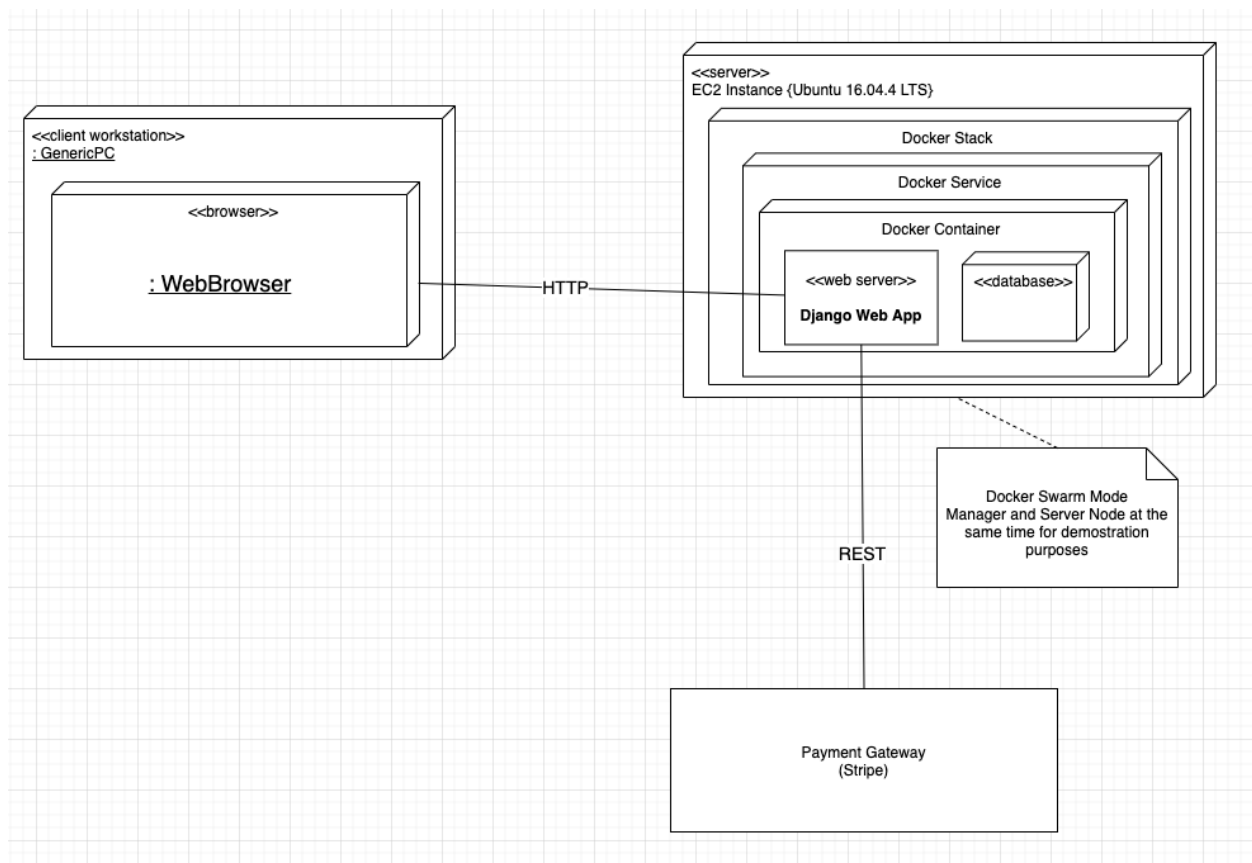 <<client workstation>>
: GenericPC
<<browser>>
: WebBrowser
HTTP
<<server>>
EC2 Instance {Ubuntu 16.04.4 LTS}
Docker Stack
Docker Service
Docker Container
<<web server>>
Django Web App
<<database>>
Docker Swarm Mode
Manager and Server Node at the
same time for demostration
purposes
REST
Payment Gateway
(Stripe)